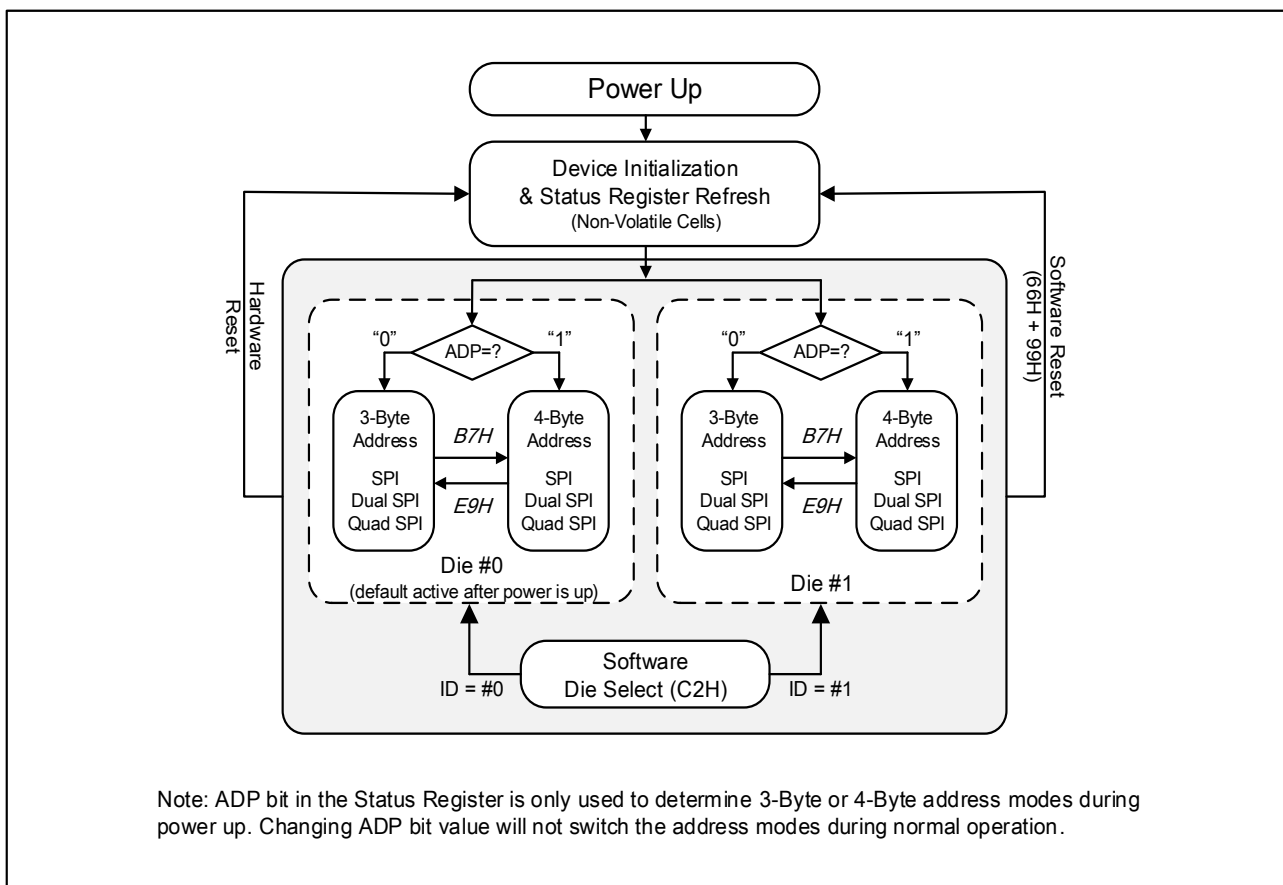 Power Up
Device Initialization
& Status Register Refresh
(Non-Volatile Cells)
Hardware
Reset
Software Reset
(66H + 99H)
“0”
“1”
ADP=?
3-Byte
Address
SPI
Dual SPI
Quad SPI
B7H
E9H
4-Byte
Address
SPI
Dual SPI
Quad SPI
Die #0
(default active after power is up)
“0”
“1”
ADP=?
3-Byte
Address
SPI
Dual SPI
Quad SPI
B7H
E9H
4-Byte
Address
SPI
Dual SPI
Quad SPI
Die #1
Software
Die Select (C2H)
ID = #0
ID = #1
Note: ADP bit in the Status Register is only used to determine 3-Byte or 4-Byte address modes during
power up. Changing ADP bit value will not switch the address modes during normal operation.